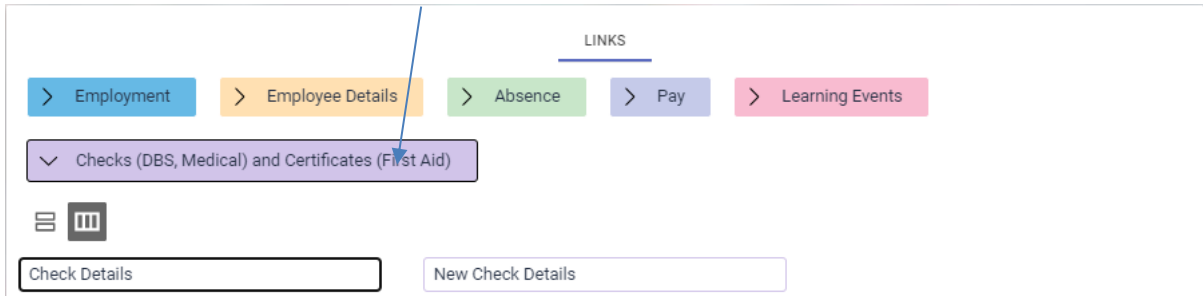 LINKS
Employment Employee Details Absence Pay Learning Events
Checks (DBS, Medical) and Certificates (First Aid)
Check Details New Check Details